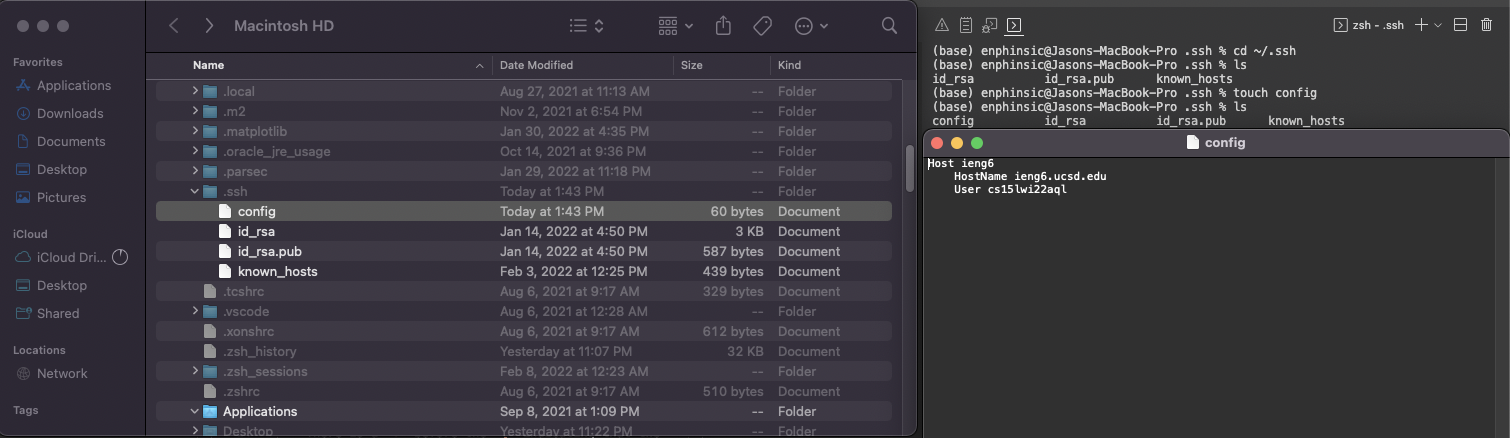 Macintosh HD
Favorites
Applications
Downloads
Documents
Desktop
Pictures
iCloud
iCloud Dri...
Desktop
Shared
Locations
Network
Tags
Name Date Modified Size Kind
.local Aug 27, 2021 at 11:13 AM -- Folder
.m2 Nov 2, 2021 at 6:54 PM -- Folder
.matplotlib Jan 30, 2022 at 4:35 PM -- Folder
.oracle_jre_usage Oct 14, 2021 at 9:36 PM -- Folder
.parsec Jan 29, 2022 at 11:18 PM -- Folder
.ssh Today at 1:43 PM -- Folder
config Today at 1:43 PM 60 bytes Document
id_rsa Jan 14, 2022 at 4:50 PM 3 KB Document
id_rsa.pub Jan 14, 2022 at 4:50 PM 587 bytes Document
known_hosts Feb 3, 2022 at 12:25 PM 439 bytes Document
.tcshrc Aug 6, 2021 at 9:17 AM 329 bytes Document
.vscode Aug 6, 2021 at 12:28 AM -- Folder
.xonshrc Aug 6, 2021 at 9:17 AM 612 bytes Document
.zsh_history Yesterday at 11:07 PM 32 KB Document
.zsh_sessions Feb 8, 2022 at 12:23 AM -- Folder
.zshrc Aug 6, 2021 at 9:17 AM 510 bytes Document
Applications Sep 8, 2021 at 1:09 PM -- Folder
Desktop Yesterday at 11:22 PM -- Folder
zsh - .ssh
(base) enphinsic@Jasons-MacBook-Pro .ssh % cd ~/.ssh
(base) enphinsic@Jasons-MacBook-Pro .ssh % ls
id_rsa id_rsa.pub known_hosts
(base) enphinsic@Jasons-MacBook-Pro .ssh % touch config
(base) enphinsic@Jasons-MacBook-Pro .ssh % ls
config id_rsa id_rsa.pub known_hosts
config
Host ieng6
HostName ieng6.ucsd.edu
User cs15lwi22aql